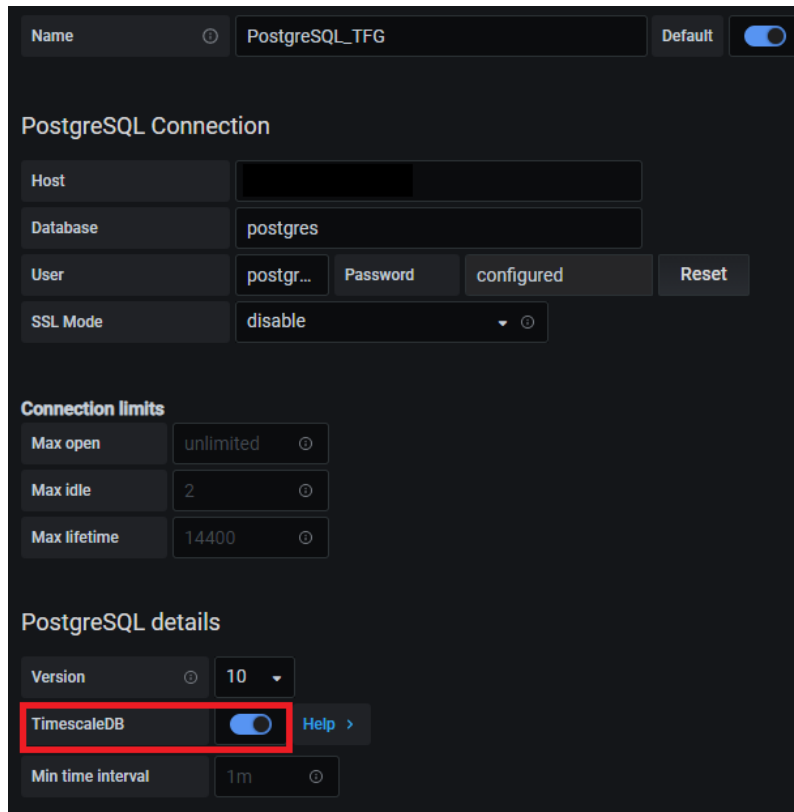 Name PostgreSQL_TFG Default
PostgreSQL Connection
Host
Database postgres
User postgr... Password configured Reset
SSL Mode disable
Connection limits
Max open unlimited
Max idle 2
Max lifetime 14400
PostgreSQL details
Version 10
TimescaleDB Help >
Min time interval 1m